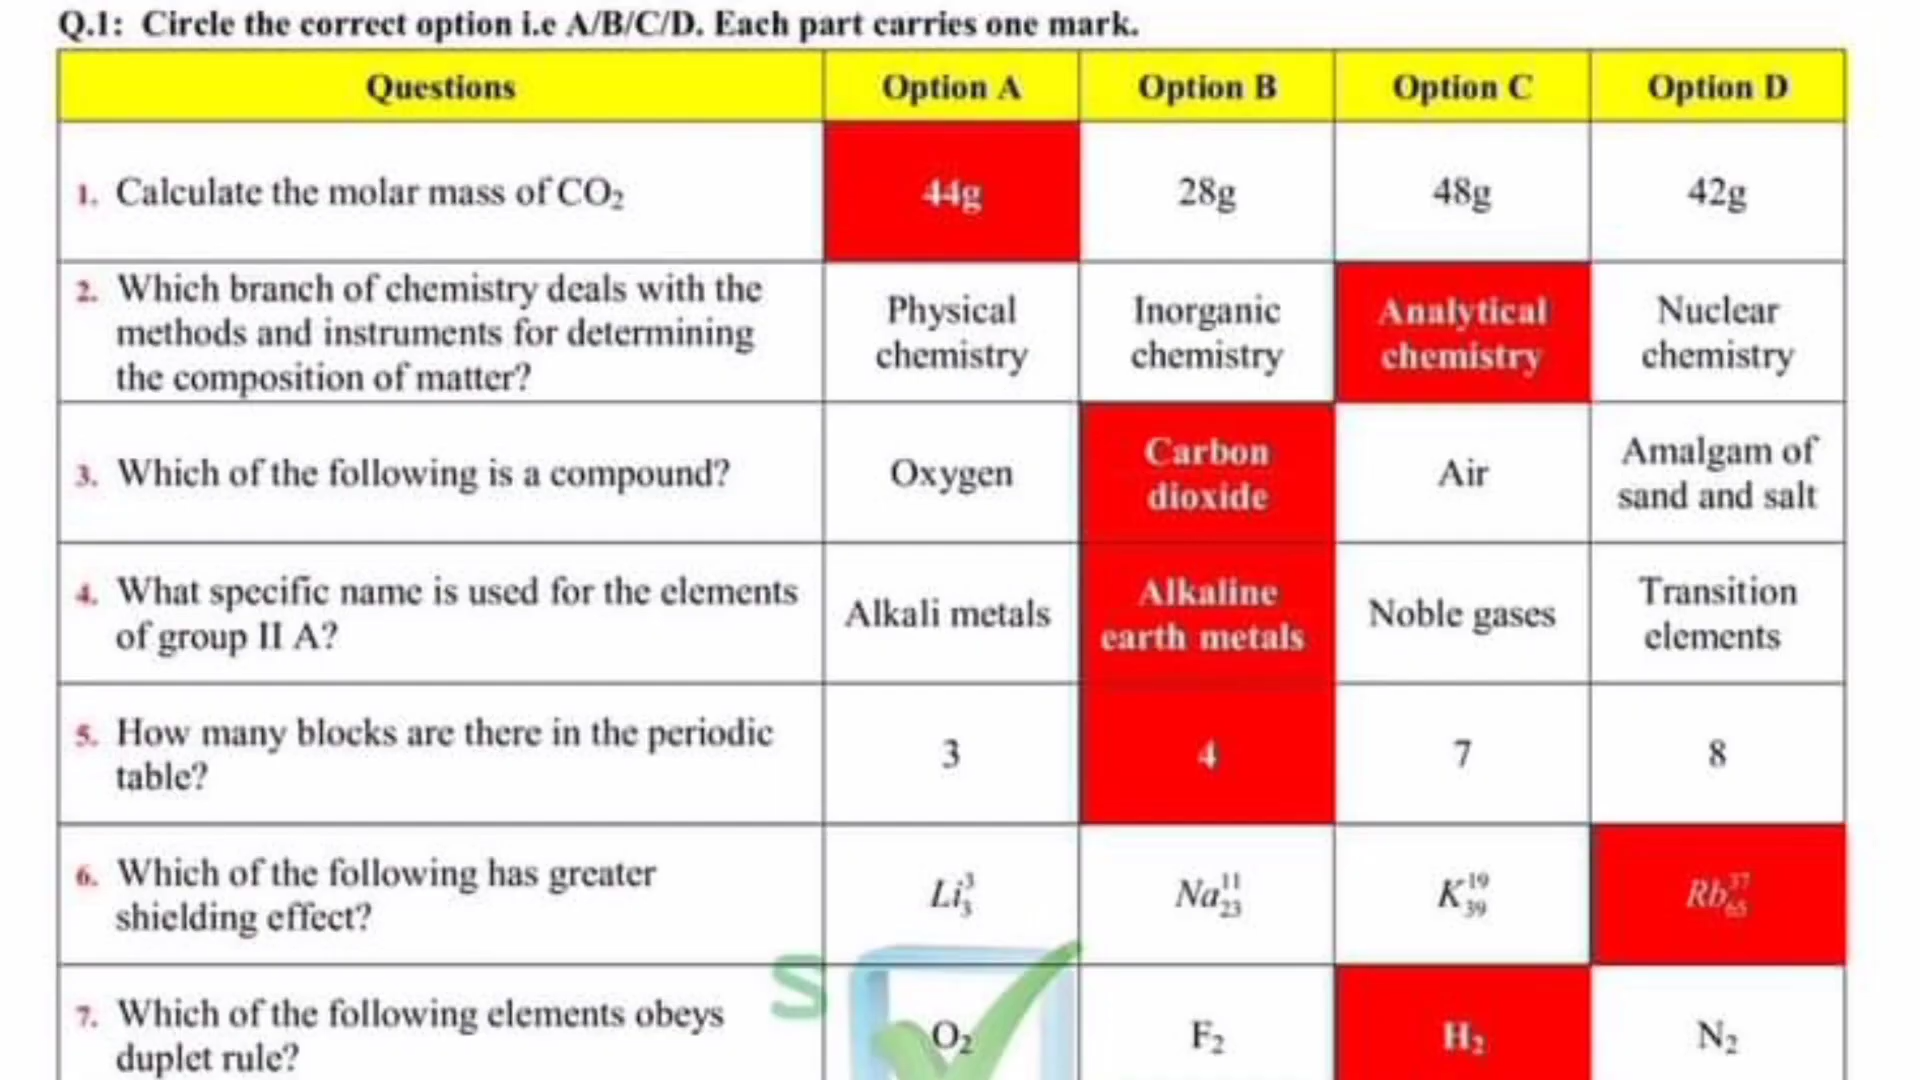 Q.1: Circle the correct option i.e A/B/C/D. Each part carries one mark.
Questions Option A Option B Option C Option D
1. Calculate the molar mass of CO₂ 44g 28g 48g 42g
2. Which branch of chemistry deals with the
methods and instruments for determining
the composition of matter?
Physical
chemistry
Inorganic
chemistry
Analytical
chemistry
Nuclear
chemistry
3. Which of the following is a compound?
Oxygen
Carbon
dioxide
Air
Amalgam of
sand and salt
4. What specific name is used for the elements
of group II A?
Alkali metals
Alkaline
earth metals
Noble gases
Transition
elements
5. How many blocks are there in the periodic
table?
3 4 7 8
6. Which of the following has greater
shielding effect?
Li³₃ Na¹¹₂₃ K¹⁹₃₉ Rb³⁷₆₅
7. Which of the following elements obeys
duplet rule?
O₂ F₂ H₂ N₂
S